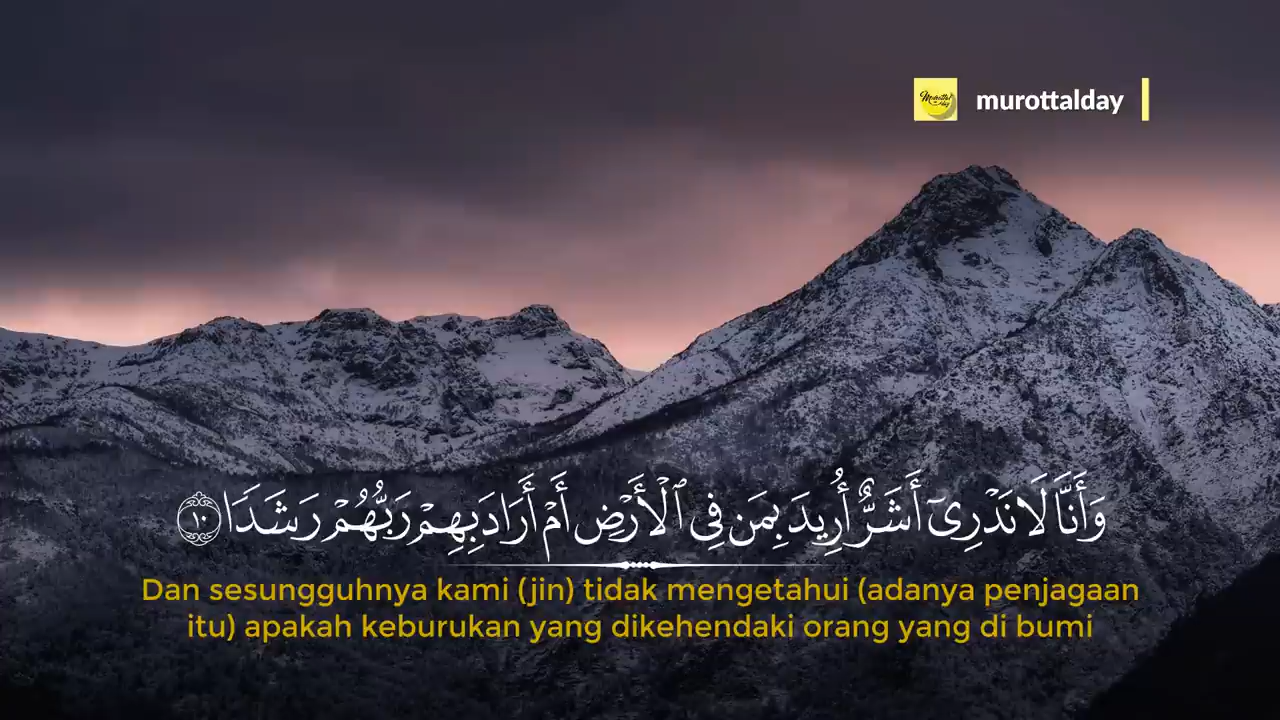 murottalday
وَأَنَّا لَا نَدْرِىٓ أَشَرٌّ أُرِيدَ بِمَن فِى ٱلْأَرْضِ أَمْ أَرَادَ بِهِمْ رَبُّهُمْ رَشَدًا ١٠
Dan sesungguhnya kami (jin) tidak mengetahui (adanya penjagaan
itu) apakah keburukan yang dikehendaki orang yang di bumi